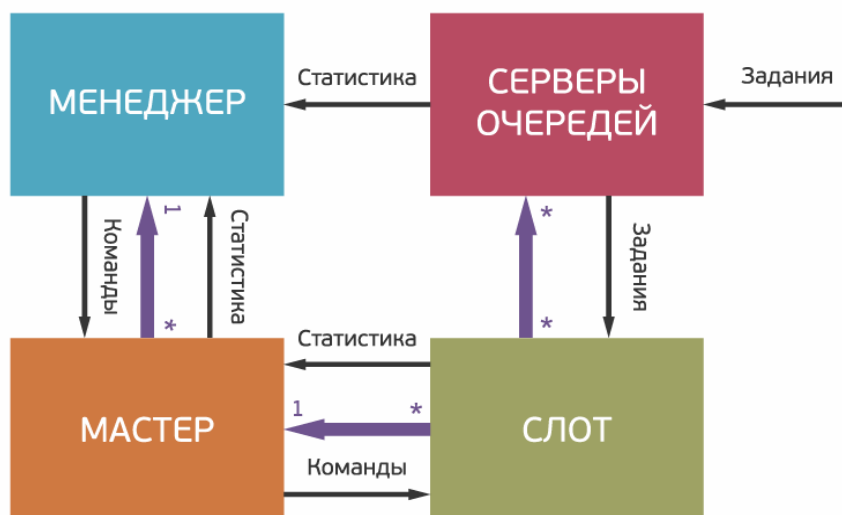 МЕНЕДЖЕР
Статистика
СЕРВЕРЫ
ОЧЕРЕДЕЙ
Задания
Команды
1
*
Статистика
*
*
Задания
МАСТЕР
Статистика
1
*
Команды
СЛОТ